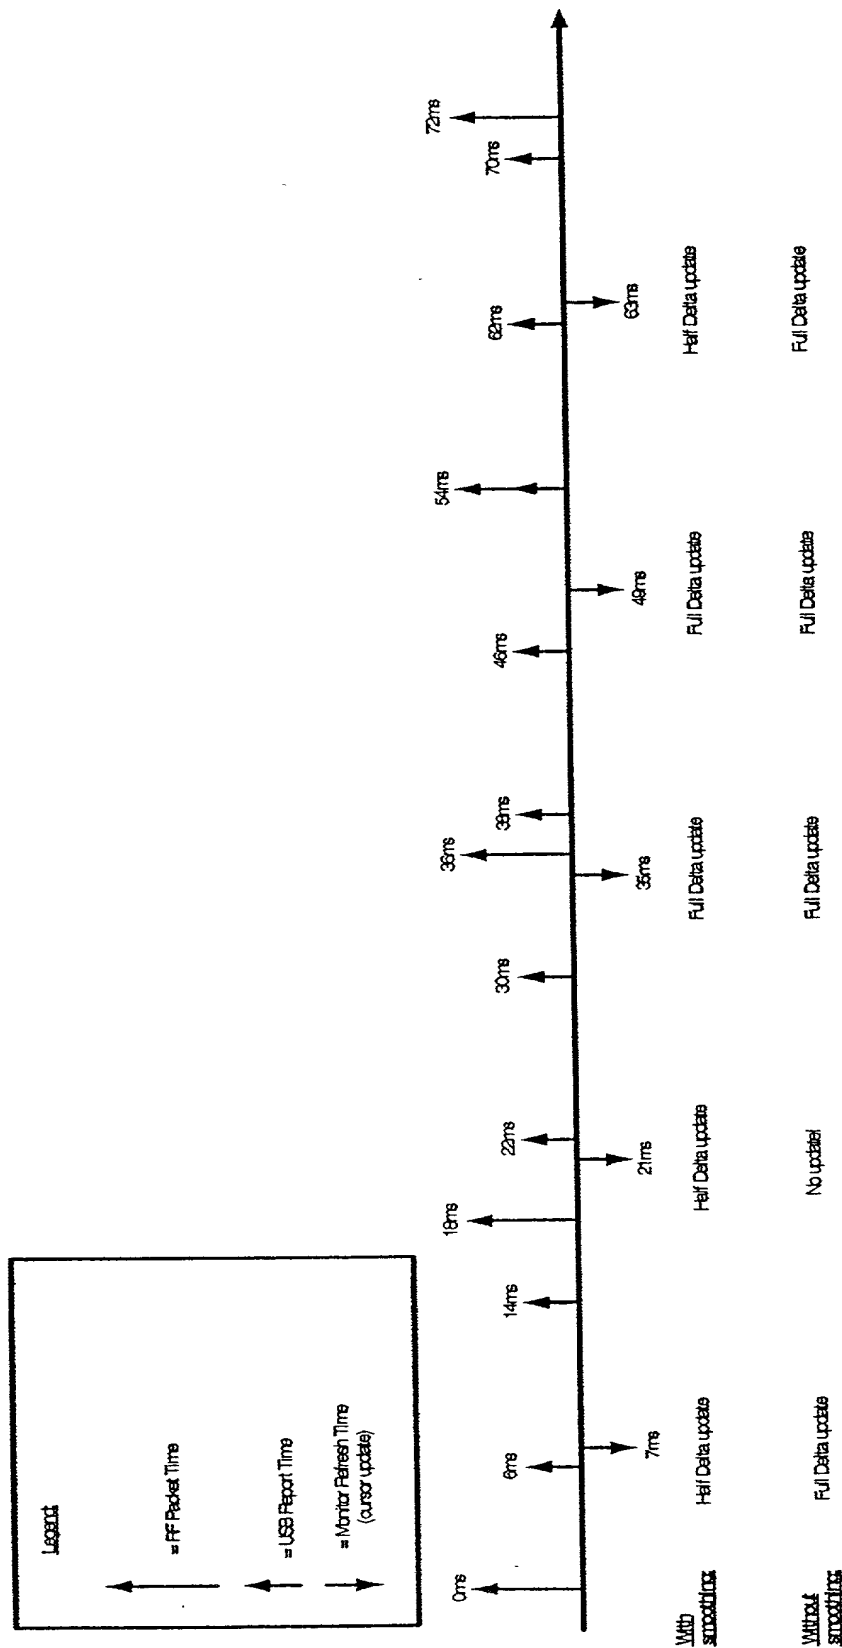 Legend:
= RF Packet Time
= USB Report Time
= Monitor Refresh Time
(cursor update)
0ms
6ms
7ms
14ms
18ms
21ms
22ms
30ms
35ms
36ms
38ms
46ms
49ms
54ms
62ms
63ms
70ms
72ms
With
smoothing:
Half Delta update
Half Delta update
Full Delta update
Full Delta update
Half Delta update
Without
smoothing:
Full Delta update
No update!
Full Delta update
Full Delta update
Full Delta update